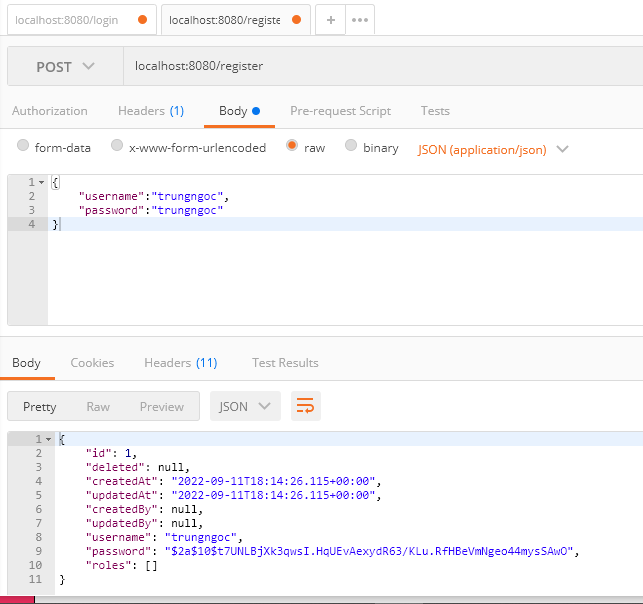 localhost:8080/login
localhost:8080/registe
+ •••
POST
localhost:8080/register
Authorization Headers (1) Body Pre-request Script Tests
form-data x-www-form-urlencoded raw binary JSON (application/json)
1 {
2 "username":"trungngoc",
3 "password":"trungngoc"
4 }
Body Cookies Headers (11) Test Results
Pretty Raw Preview JSON
1 {
2 "id": 1,
3 "deleted": null,
4 "createdAt": "2022-09-11T18:14:26.115+00:00",
5 "updatedAt": "2022-09-11T18:14:26.115+00:00",
6 "createdBy": null,
7 "updatedBy": null,
8 "username": "trungngoc",
9 "password": "$2a$10$t7UNLBjXk3qwsI.HqUEvAexydR63/KLu.RfHBeVmNgeo44mysSAwO",
10 "roles": []
11 }